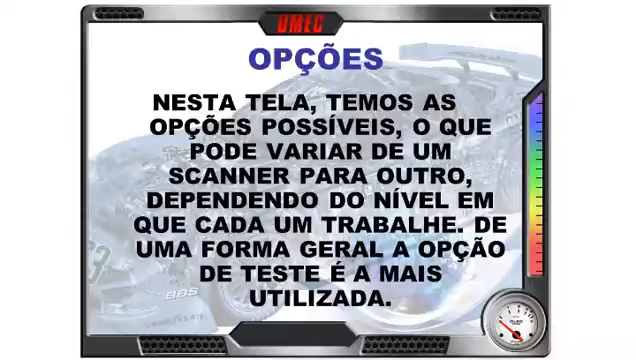 UMEC
OPÇÕES
NESTA TELA, TEMOS AS
OPÇÕES POSSÍVEIS, O QUE
PODE VARIAR DE UM
SCANNER PARA OUTRO,
DEPENDENDO DO NÍVEL EM
QUE CADA UM TRABALHE. DE
UMA FORMA GERAL A OPÇÃO
DE TESTE É A MAIS
UTILIZADA.
BBS